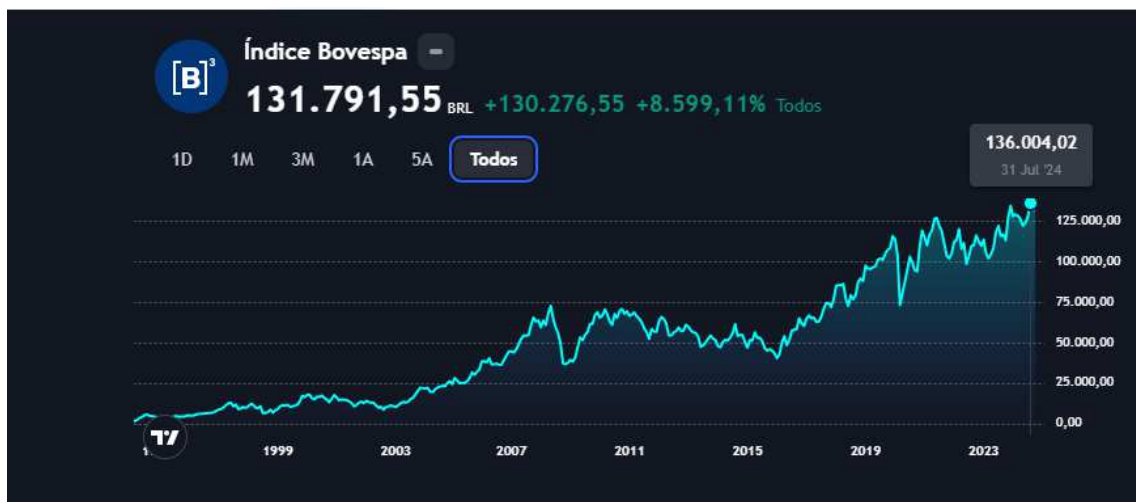 [B]³
Índice Bovespa
131.791,55 BRL +130.276,55 +8.599,11% Todos
1D 1M 3M 1A 5A Todos
136.004,02
31 Jul '24
125.000,00
100.000,00
75.000,00
50.000,00
25.000,00
0,00
1999 2003 2007 2011 2015 2019 2023